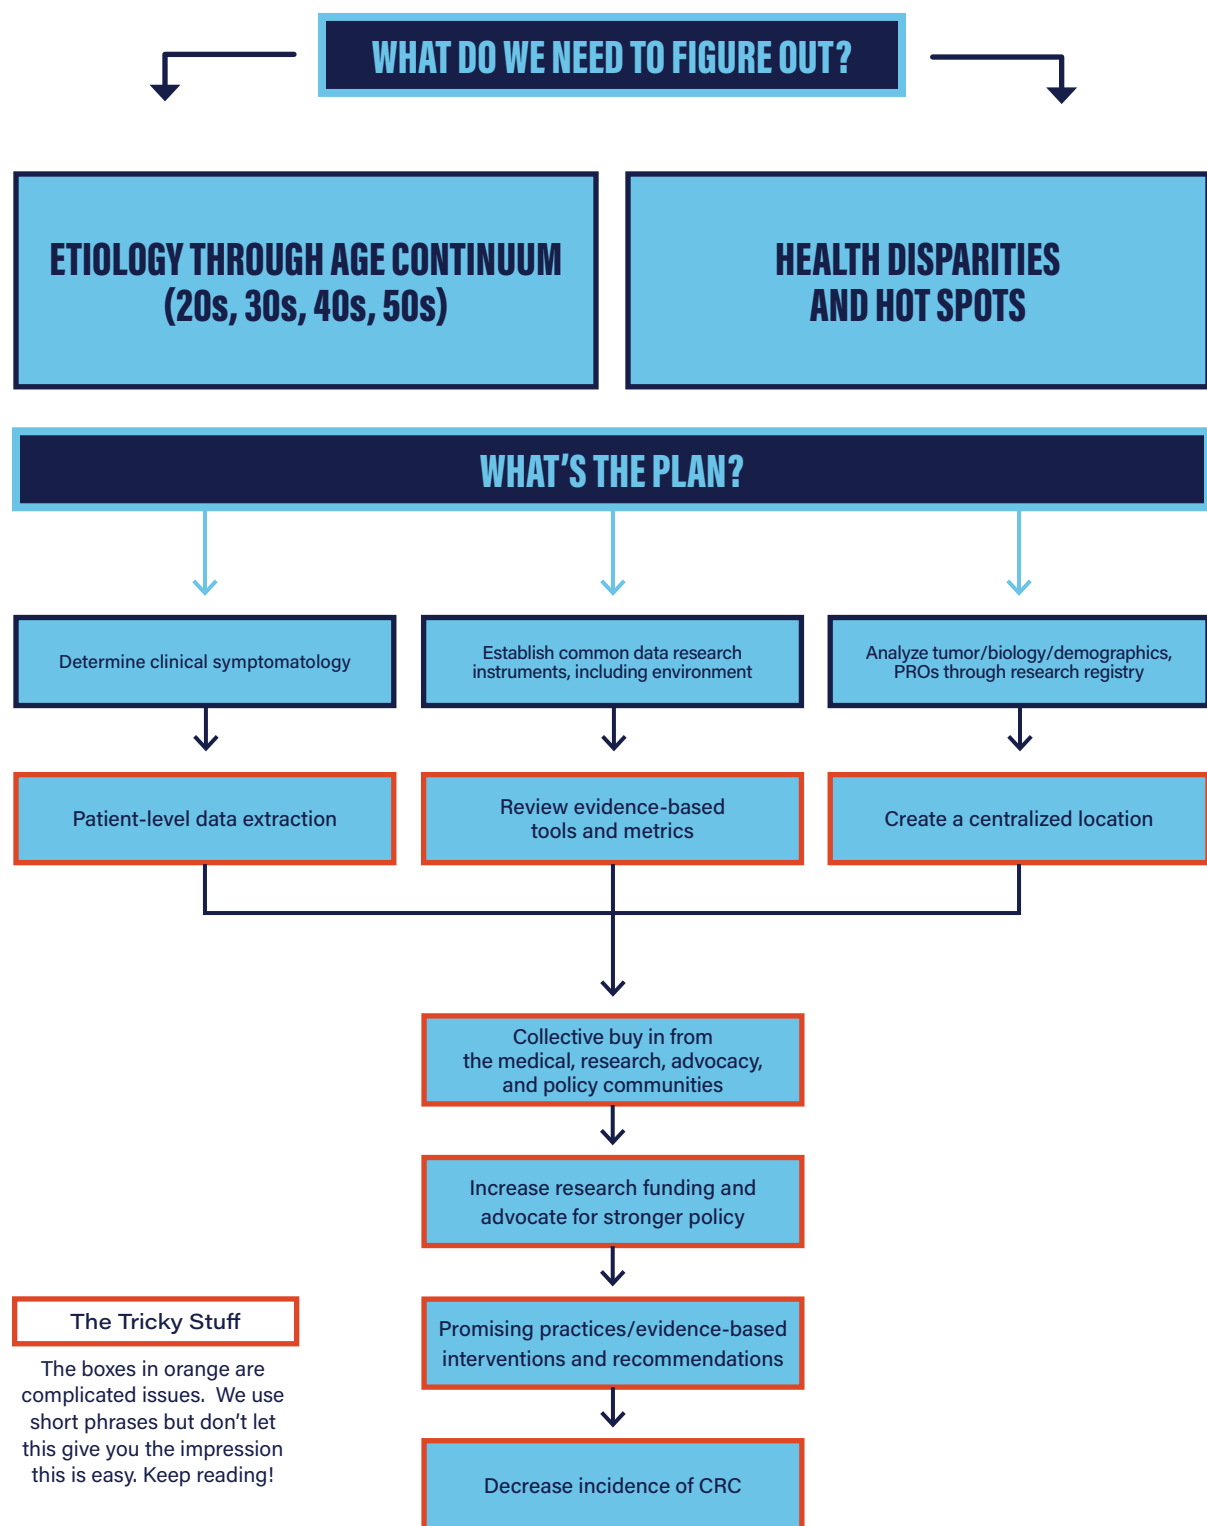 WHAT DO WE NEED TO FIGURE OUT?
ETIOLOGY THROUGH AGE CONTINUUM
(20s, 30s, 40s, 50s)
HEALTH DISPARITIES
AND HOT SPOTS
WHAT'S THE PLAN?
Determine clinical symptomatology
Establish common data research
instruments, including environment
Analyze tumor/biology/demographics,
PROs through research registry
Patient-level data extraction
Review evidence-based
tools and metrics
Create a centralized location
Collective buy in from
the medical, research, advocacy,
and policy communities
Increase research funding and
advocate for stronger policy
Promising practices/evidence-based
interventions and recommendations
Decrease incidence of CRC
The Tricky Stuff
The boxes in orange are
complicated issues.  We use
short phrases but don't let
this give you the impression
this is easy. Keep reading!